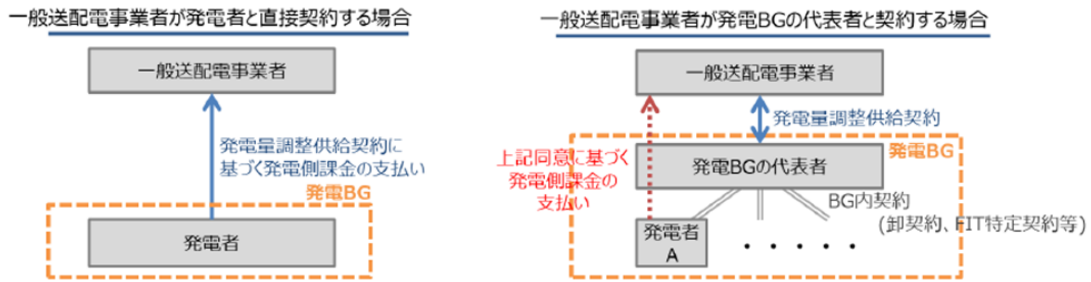 一般送配電事業者が発電者と直接契約する場合
一般送配電事業者
発電量調整供給契約に
基づく発電側課金の支払い
発電BG
発電者
一般送配電事業者が発電BGの代表者と契約する場合
一般送配電事業者
発電量調整供給契約
発電BG
上記同意に基づく
発電側課金の
支払い
発電BGの代表者
BG内契約
(卸契約、FIT特定契約等)
発電者
A
・・・・・